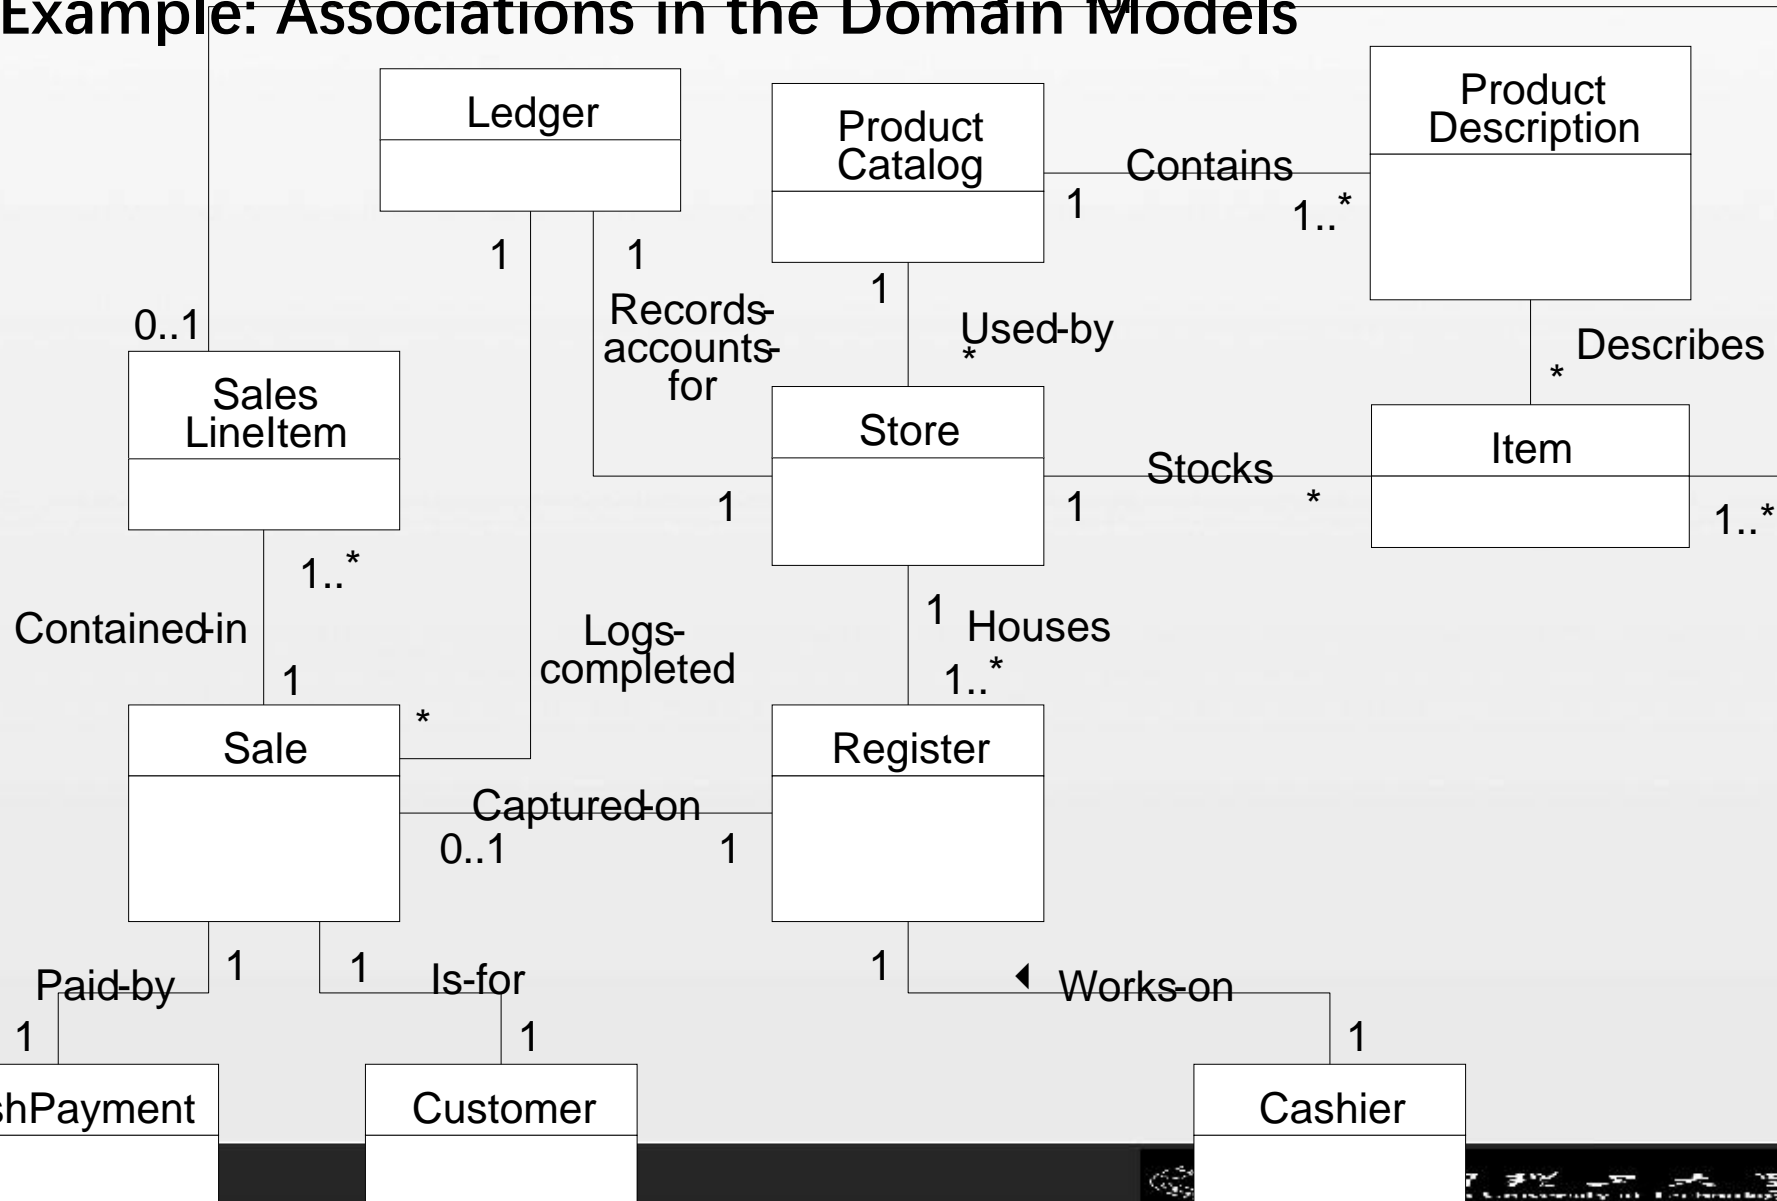 Example: Associations in the Domain Models
Ledger
Product
Catalog
Product
Description
Contains
1
1..*
1
1
1
0..1
Records-
accounts-
for
Used-by
*
Describes
*
Sales
LineItem
Store
Item
Stocks
1
1
*
1..*
1..*
Contained-in
Logs-
completed
1
Houses
1..*
1
*
Sale
Register
Captured-on
0..1
1
Paid-by
1
1
Is-for
1
Works-on
1
1
1
shPayment
Customer
Cashier